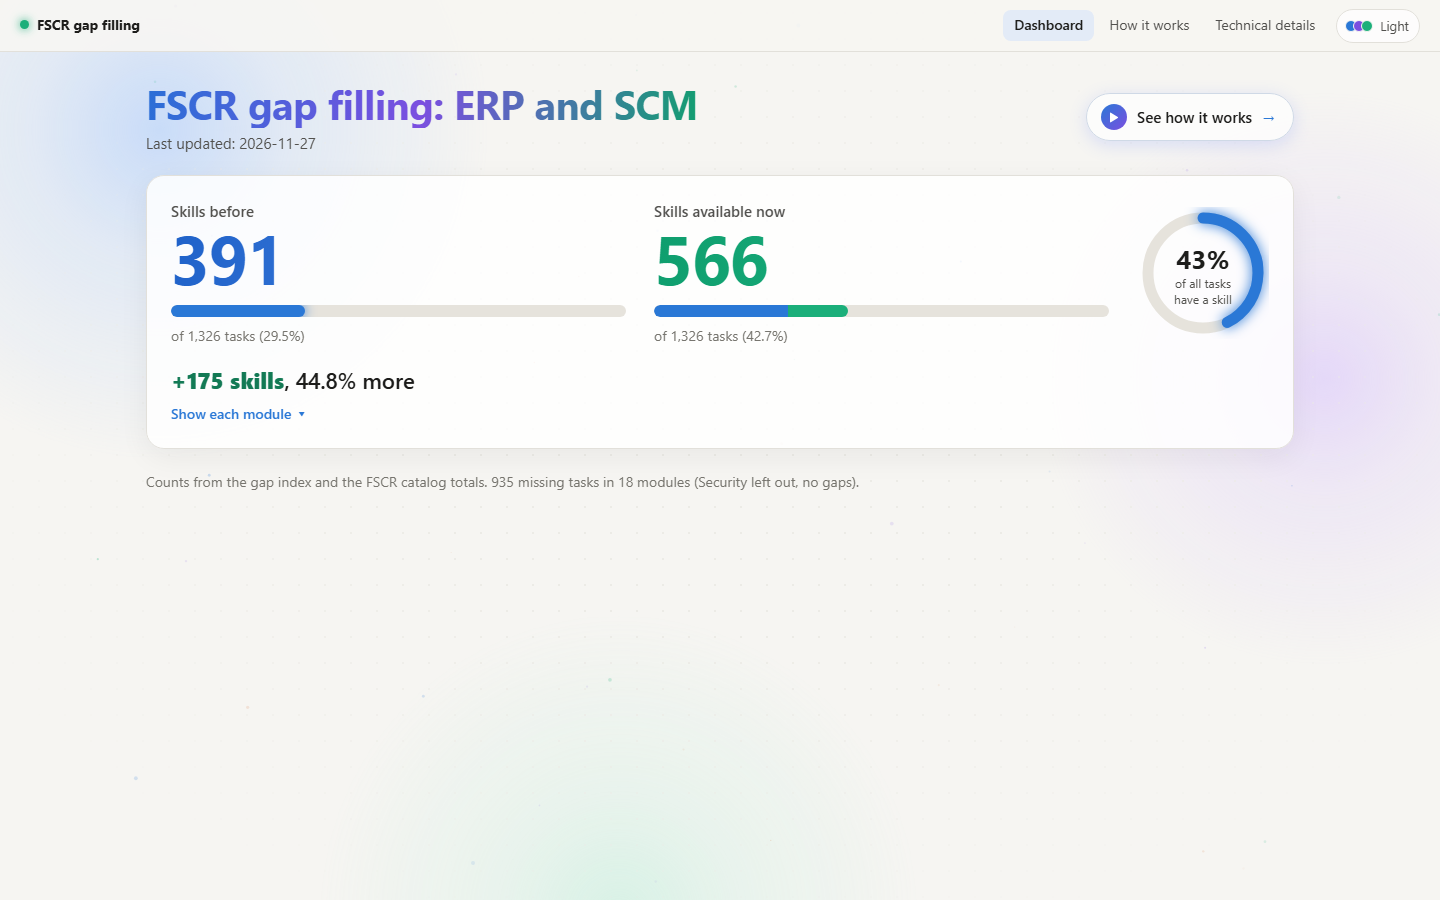 FSCR gap filling
Dashboard
How it works
Technical details
Light
FSCR gap filling: ERP and SCM
Last updated: 2026-11-27
See how it works →
Skills before
391
of 1,326 tasks (29.5%)
Skills available now
566
of 1,326 tasks (42.7%)
43%
of all tasks
have a skill
+175 skills, 44.8% more
Show each module ▾
Counts from the gap index and the FSCR catalog totals. 935 missing tasks in 18 modules (Security left out, no gaps).